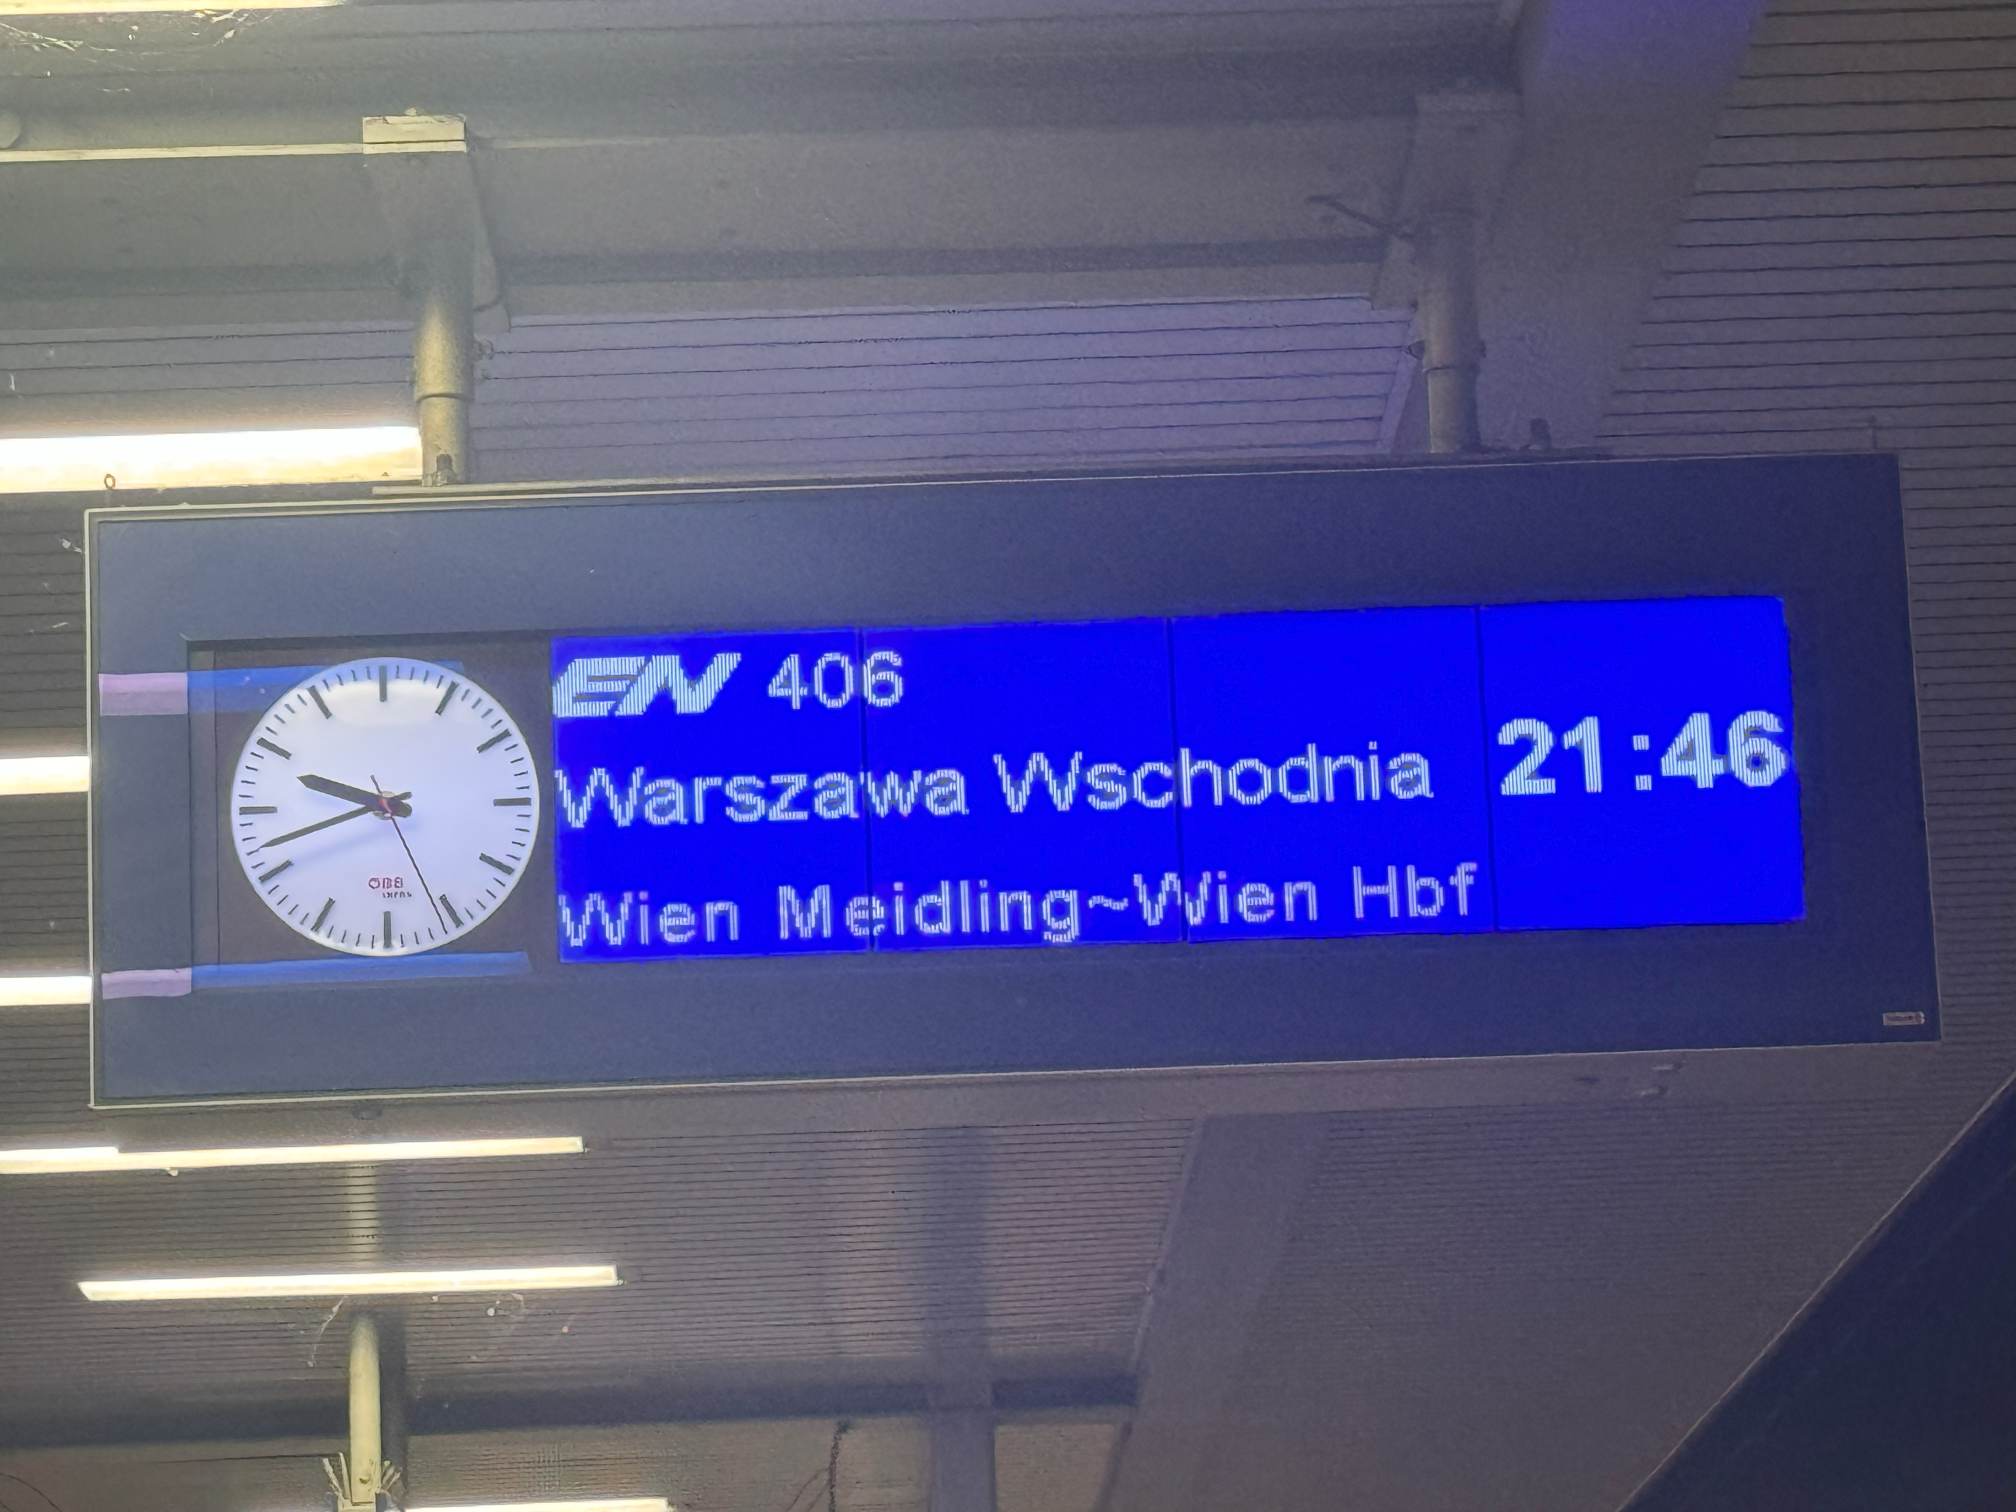 EN 406
Warszawa Wschodnia
21:46
Wien Meidling~Wien Hbf
ÖBB